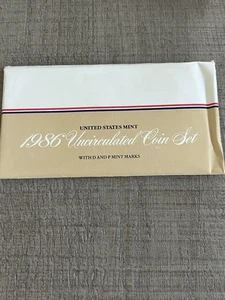 UNITED STATES MINT
1986 Uncirculated Coin Set
WITH D AND P MINT MARKS